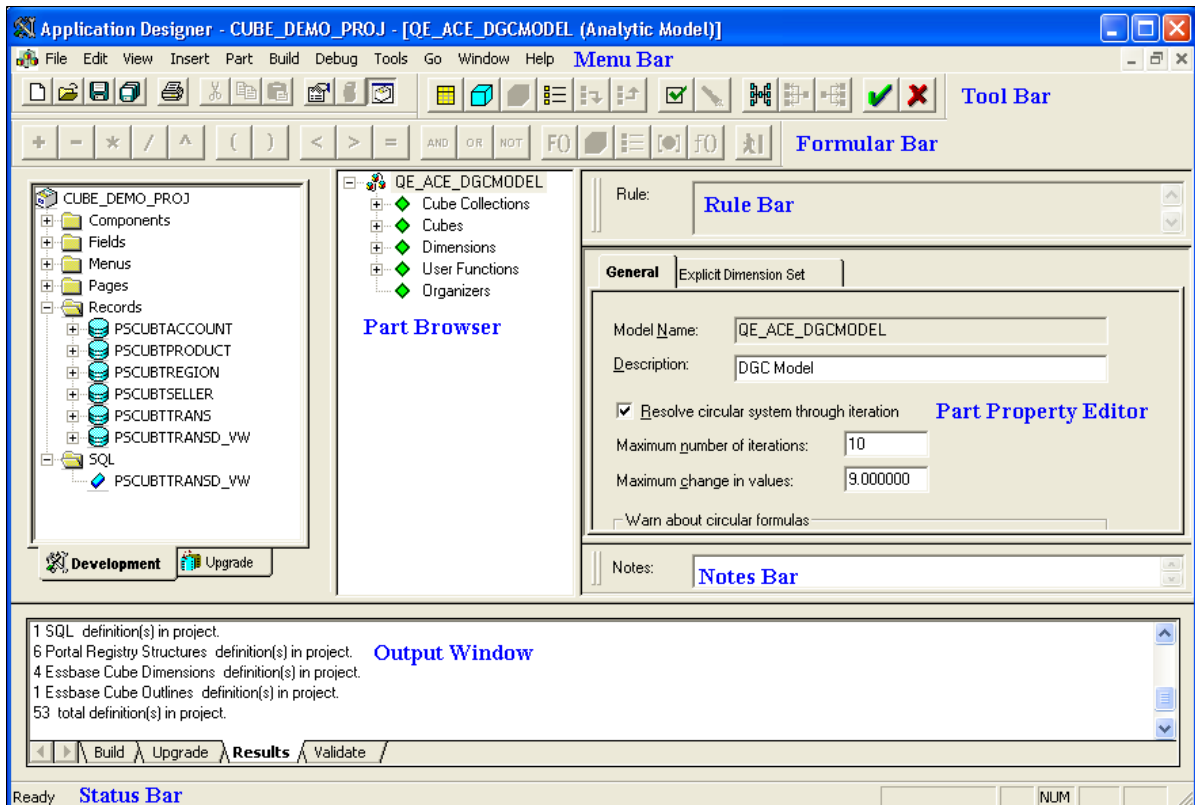 Application Designer - CUBE_DEMO_PROJ - [QE_ACE_DGCMODEL (Analytic Model)]
File Edit View Insert Part Build Debug Tools Go Window Help Menu Bar
Tool Bar
+ - * / ^ ( ) < > = AND OR NOT F() f() Formular Bar
CUBE_DEMO_PROJ
Components
Fields
Menus
Pages
Records
PSCUBTACCOUNT
PSCUBTPRODUCT
PSCUBTREGION
PSCUBTSELLER
PSCUBTTRANS
PSCUBTTRANSD_VW
SQL
PSCUBTTRANSD_VW
Development Upgrade
QE_ACE_DGCMODEL
Cube Collections
Cubes
Dimensions
User Functions
Organizers
Part Browser
Rule: Rule Bar
General Explicit Dimension Set
Model Name: QE_ACE_DGCMODEL
Description: DGC Model
Resolve circular system through iteration Part Property Editor
Maximum number of iterations: 10
Maximum change in values: 9.000000
Warn about circular formulas
Notes: Notes Bar
1 SQL definition(s) in project.
6 Portal Registry Structures definition(s) in project. Output Window
4 Essbase Cube Dimensions definition(s) in project.
1 Essbase Cube Outlines definition(s) in project.
53 total definition(s) in project.
Build Upgrade Results Validate
Ready Status Bar NUM